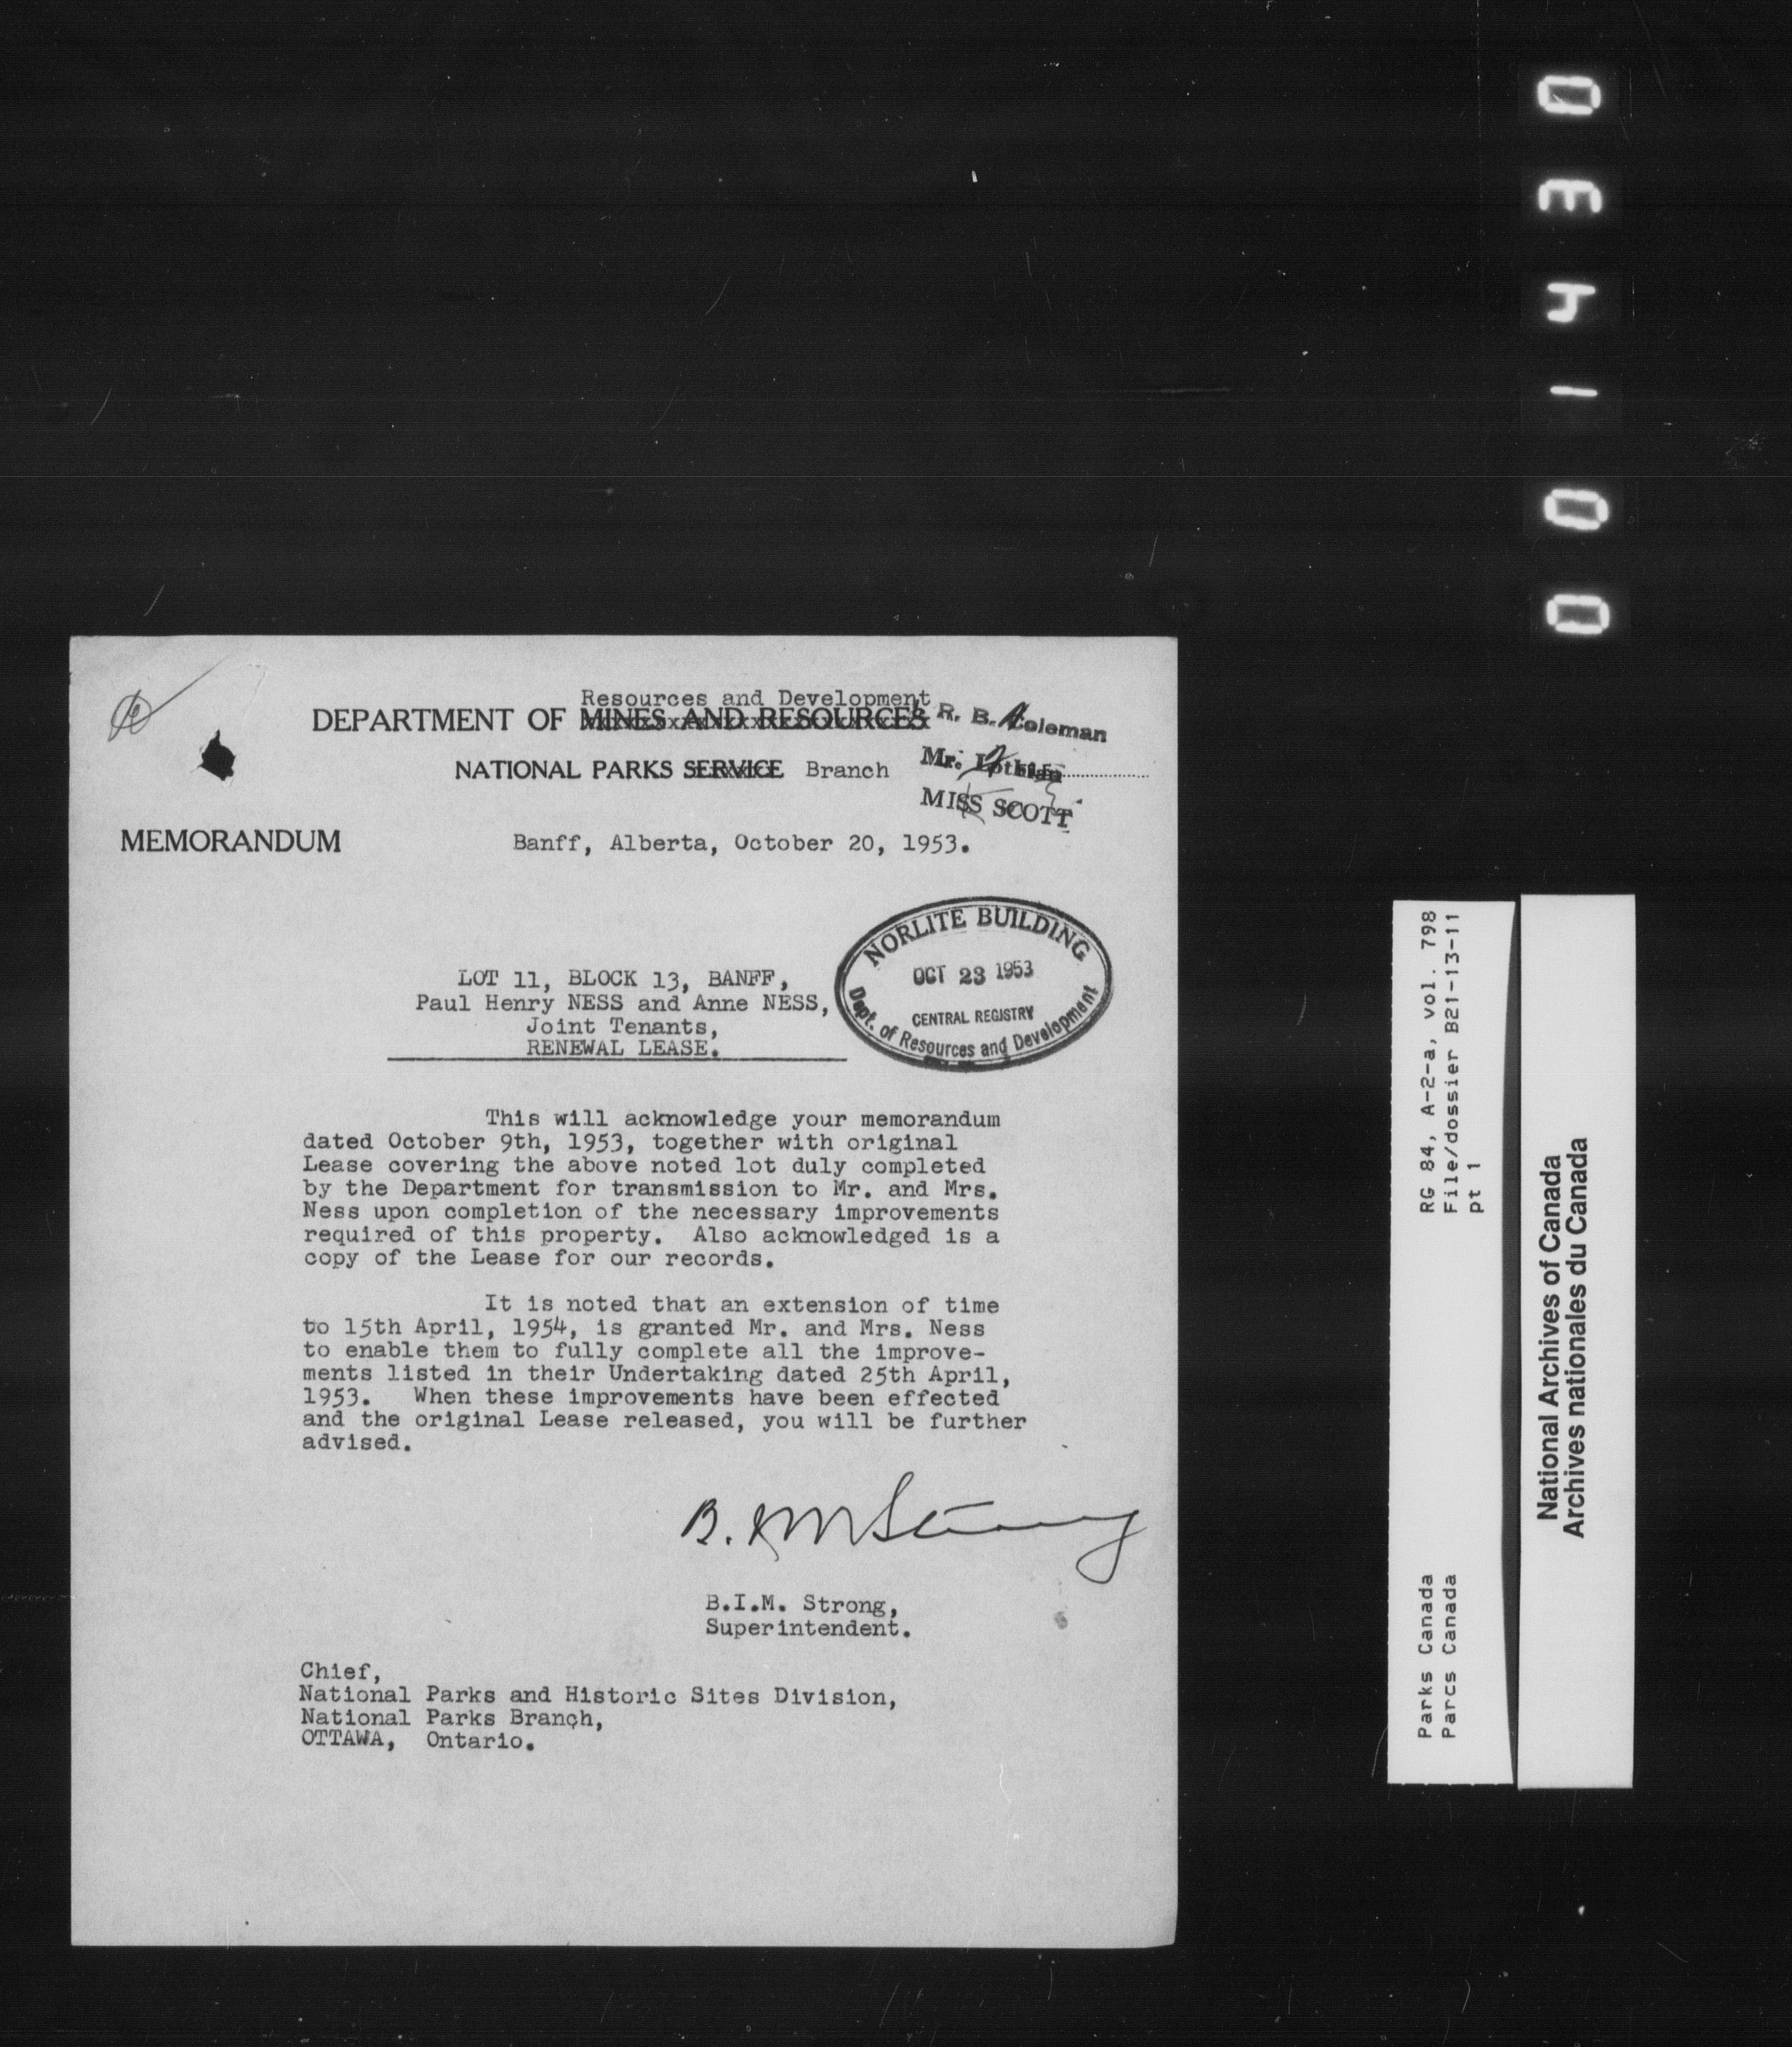 Resources and Development
DEPARTMENT OF MINES AND RESOURCES
NATIONAL PARKS SERVICE Branch
R. B. Coleman
Mr. Lothian
MISS SCOTT
MEMORANDUM
Banff, Alberta, October 20, 1953.
NORLITE BUILDING
OCT 23 1953
CENTRAL REGISTRY
Dept. of Resources and Development
LOT 11, BLOCK 13, BANFF,
Paul Henry NESS and Anne NESS,
Joint Tenants,
RENEWAL LEASE.
This will acknowledge your memorandum
dated October 9th, 1953, together with original
Lease covering the above noted lot duly completed
by the Department for transmission to Mr. and Mrs.
Ness upon completion of the necessary improvements
required of this property. Also acknowledged is a
copy of the Lease for our records.
It is noted that an extension of time
to 15th April, 1954, is granted Mr. and Mrs. Ness
to enable them to fully complete all the improve-
ments listed in their Undertaking dated 25th April,
1953. When these improvements have been effected
and the original Lease released, you will be further
advised.
B. I M Strong
B.I.M. Strong,
Superintendent.
Chief,
National Parks and Historic Sites Division,
National Parks Branch,
OTTAWA, Ontario.
0 0 1 4 3 0
RG 84, A-2-a, vol. 798
File/dossier B21-13-11
pt 1
Parks Canada
Parcs Canada
National Archives of Canada
Archives nationales du Canada